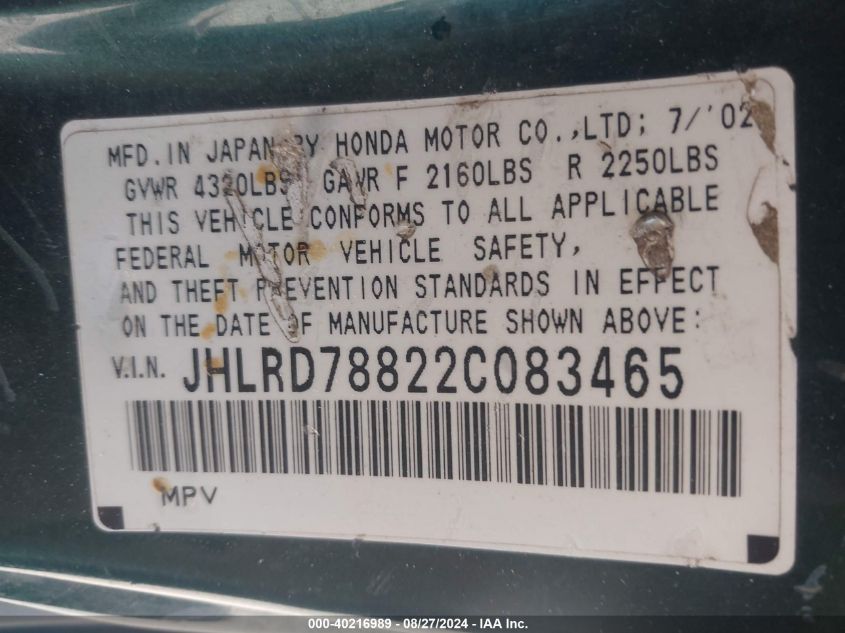 MFD.IN JAPAN BY HONDA MOTOR CO.,LTD; 7/'02
GVWR 4320LBS GAWR F 2160LBS R 2250LBS
THIS VEHICLE CONFORMS TO ALL APPLICABLE
FEDERAL MOTOR VEHICLE SAFETY,
AND THEFT PREVENTION STANDARDS IN EFFECT
ON THE DATE OF MANUFACTURE SHOWN ABOVE:
V.I.N. JHLRD78822C083465
MPV
000-40216989 - 08/27/2024 - COPYRIGHT IAA, LLC.